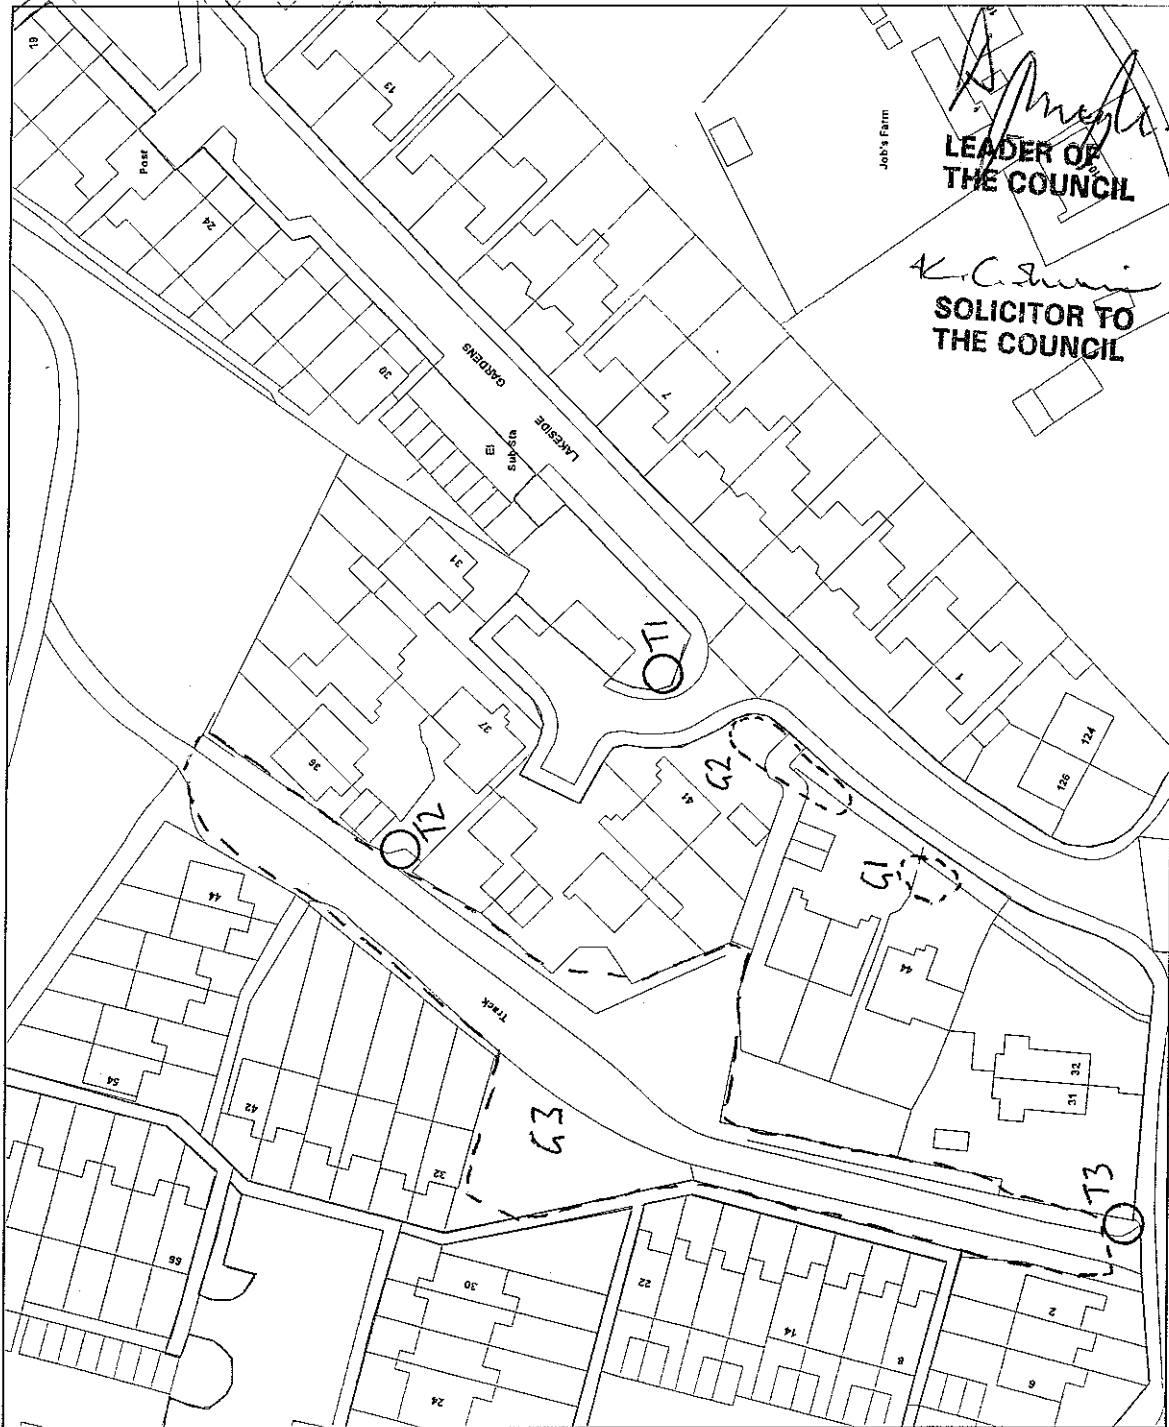 19
Post
24
13
Job's Farm
LEADER OF
THE COUNCIL
SOLICITOR TO
THE COUNCIL
30
GARDENS
LAKESIDE
El
Sub Sta
7
31
T1
1
37
36
T2
G2
41
124
126
G1
44
44
Track
54
42
G3
32
32
31
T3
66
30
22
2
14
8
24
6